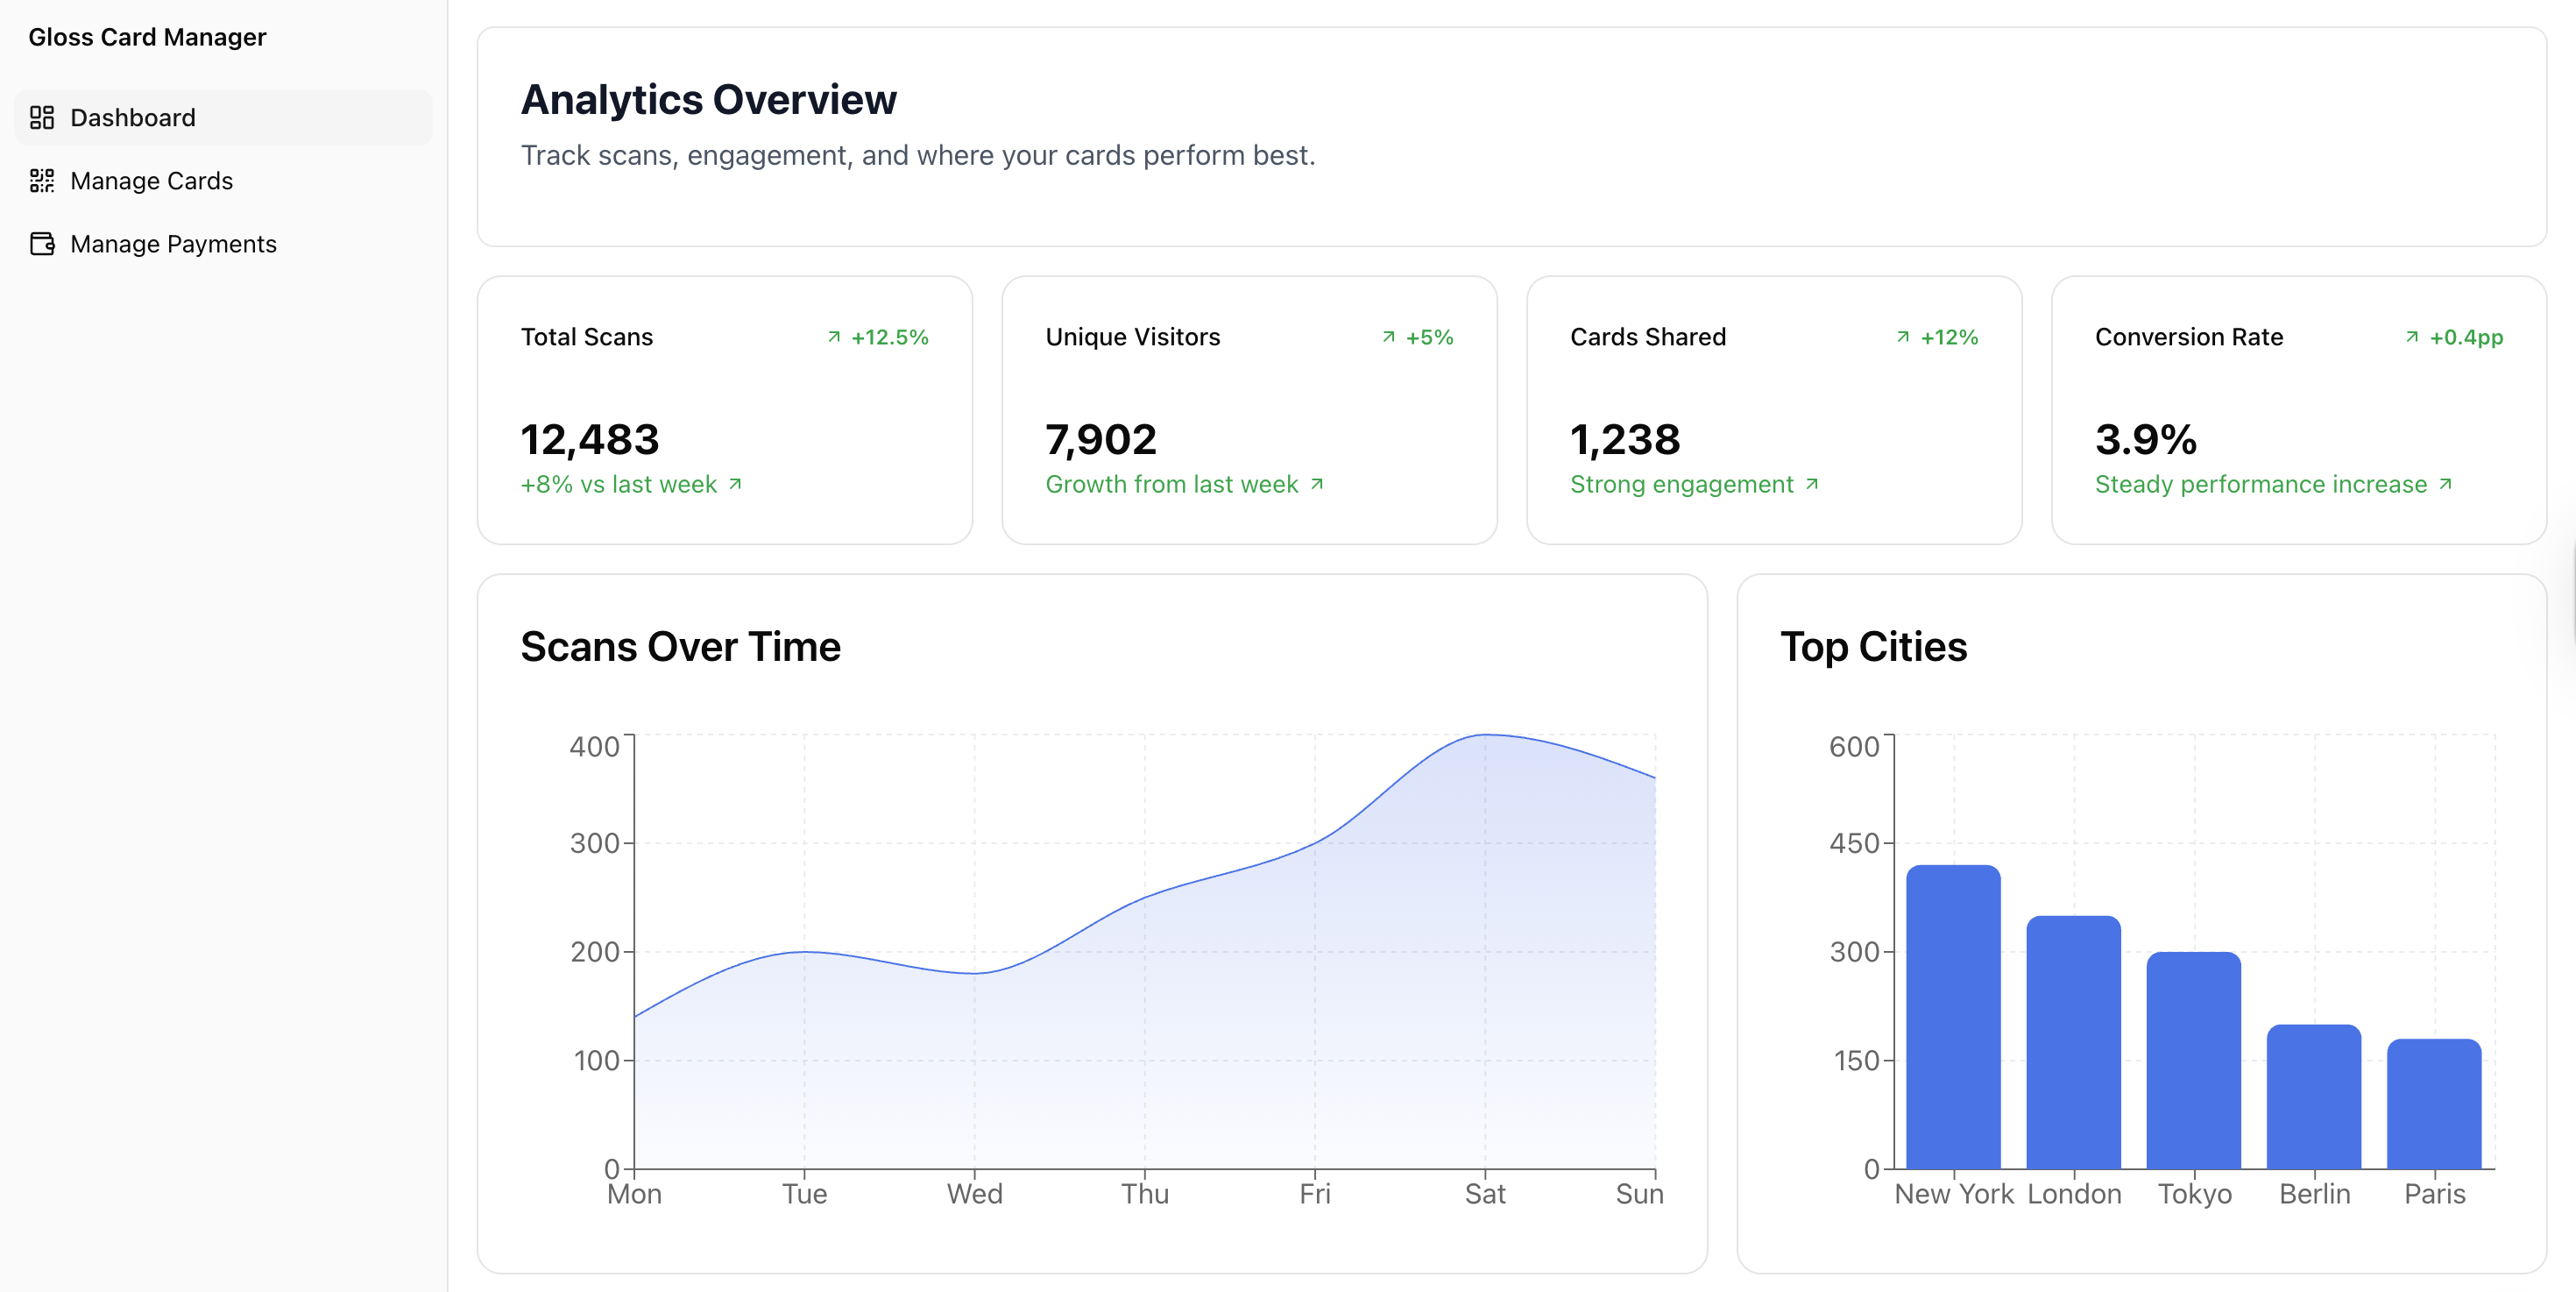 Gloss Card Manager
Dashboard
Manage Cards
Manage Payments
Analytics Overview
Track scans, engagement, and where your cards perform best.
Total Scans
+12.5%
12,483
+8% vs last week
Unique Visitors
+5%
7,902
Growth from last week
Cards Shared
+12%
1,238
Strong engagement
Conversion Rate
+0.4pp
3.9%
Steady performance increase
Scans Over Time
400
300
200
100
0
Mon Tue Wed Thu Fri Sat Sun
Top Cities
600
450
300
150
0
New York London Tokyo Berlin Paris